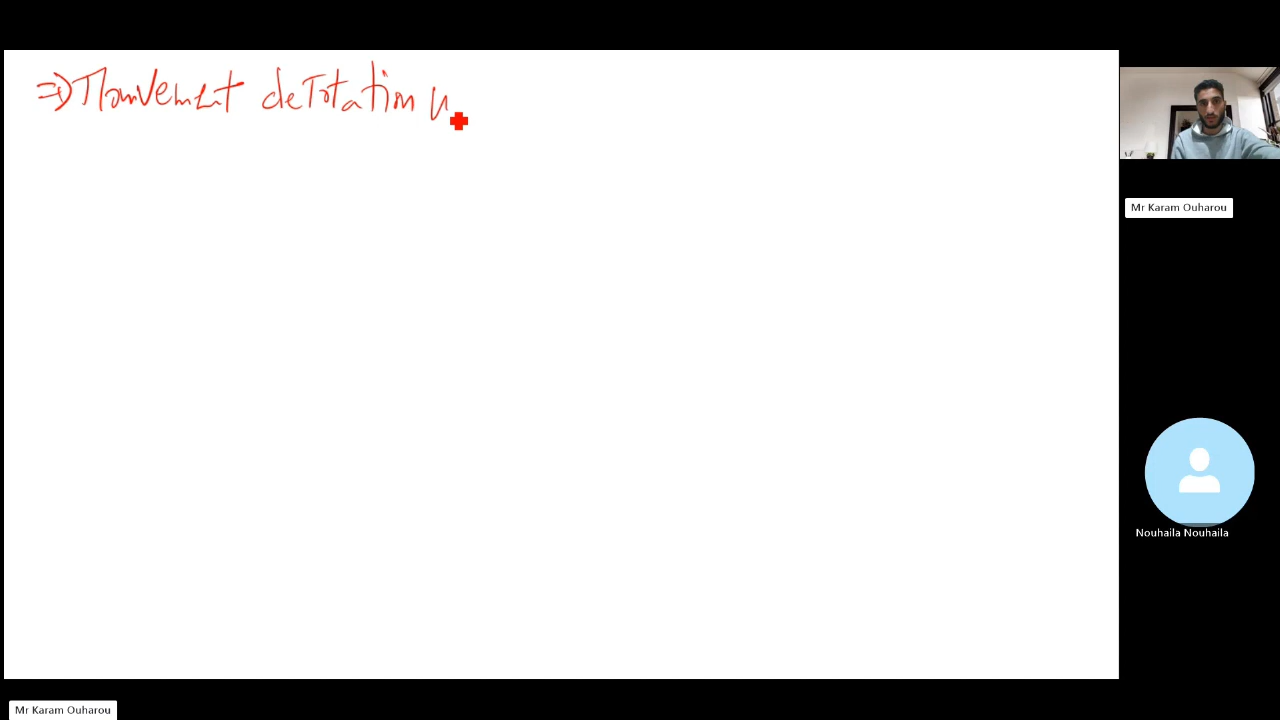 ⇒ Mouvement de rotation u
Mr Karam Ouharou
Nouhaila Nouhaila
Mr Karam Ouharou